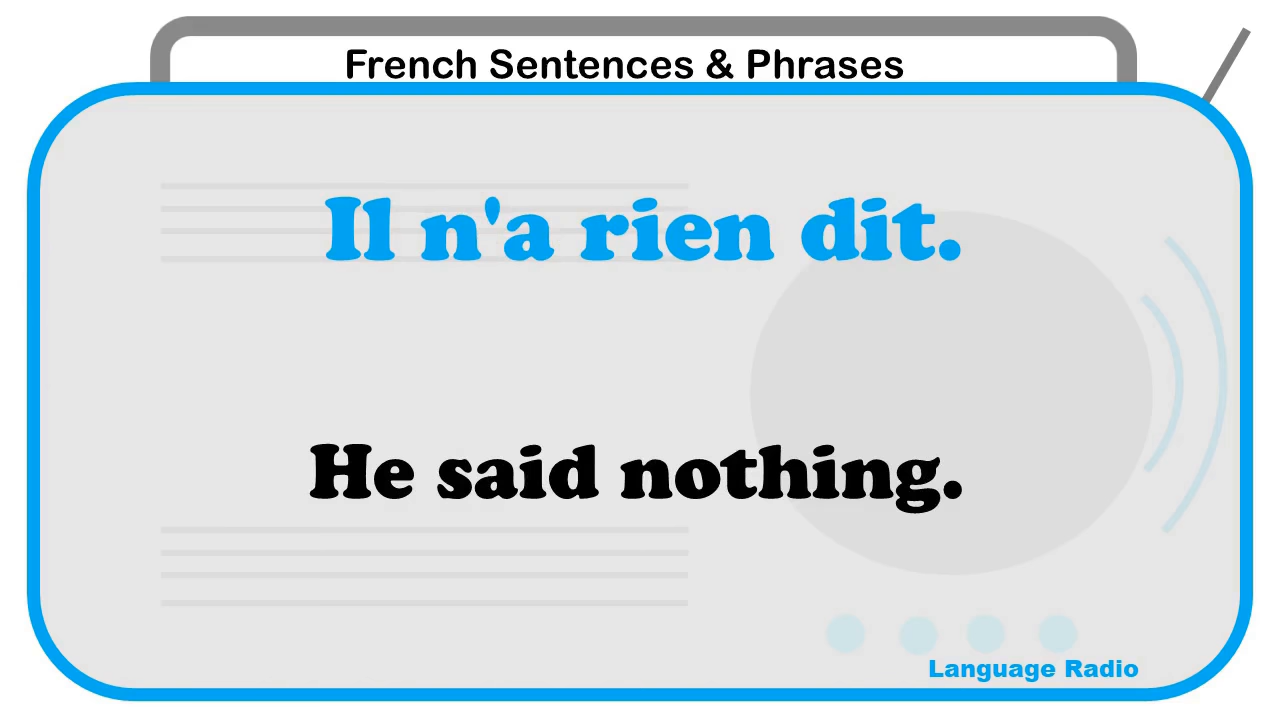 French Sentences & Phrases
Il n'a rien dit.
He said nothing.
Language Radio